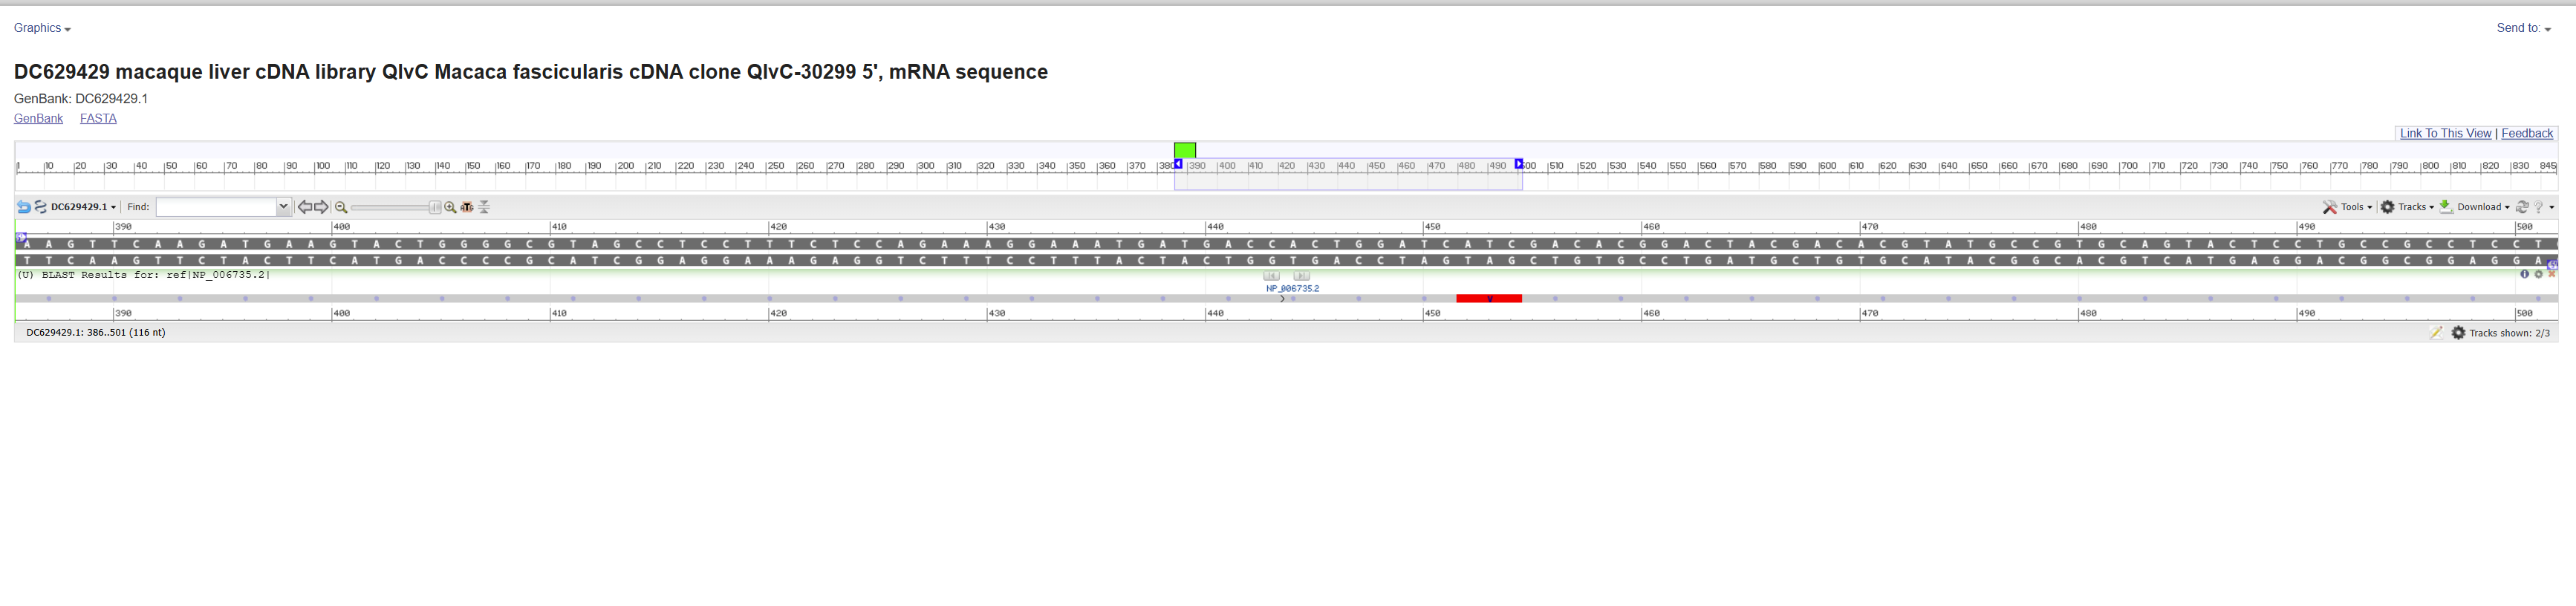 Graphics
Send to:
DC629429 macaque liver cDNA library QlvC Macaca fascicularis cDNA clone QlvC-30299 5', mRNA sequence
GenBank: DC629429.1
GenBank FASTA
Link To This View | Feedback
1 10 20 30 40 50 60 70 80 90 100 110 120 130 140 150 160 170 180 190 200 210 220 230 240 250 260 270 280 290 300 310 320 330 340 350 360 370 380 390 400 410 420 430 440 450 460 470 480 490 500 510 520 530 540 550 560 570 580 590 600 610 620 630 640 650 660 670 680 690 700 710 720 730 740 750 760 770 780 790 800 810 820 830 845
DC629429.1 Find: Tools Tracks Download ?
390 400 410 420 430 440 450 460 470 480 490 500
A A G T T C A A G A T G A A G T A C T G G G G C G T A G C C T C C T T T C T C C A G A A A G G A A A T G A T G A C C A C T G G A T C A T C G A C A C G G A C T A C G A C A C G T A T G C C G T G C A G T A C T C C T G C C G C C T C C T
T T C A A G T T C T A C T T C A T G A C C C C G C A T C G G A G G A A A G A G G T C T T T C C T T T A C T A C T G G T G A C C T A G T A G C T G T G C C T G A T G C T G T G C A T A C G G C A C G T C A T G A G G A C G G C G G A G G A
(U) BLAST Results for: ref|NP_006735.2|
NP_006735.2
V
390 400 410 420 430 440 450 460 470 480 490 500
DC629429.1: 386..501 (116 nt)
Tracks shown: 2/3